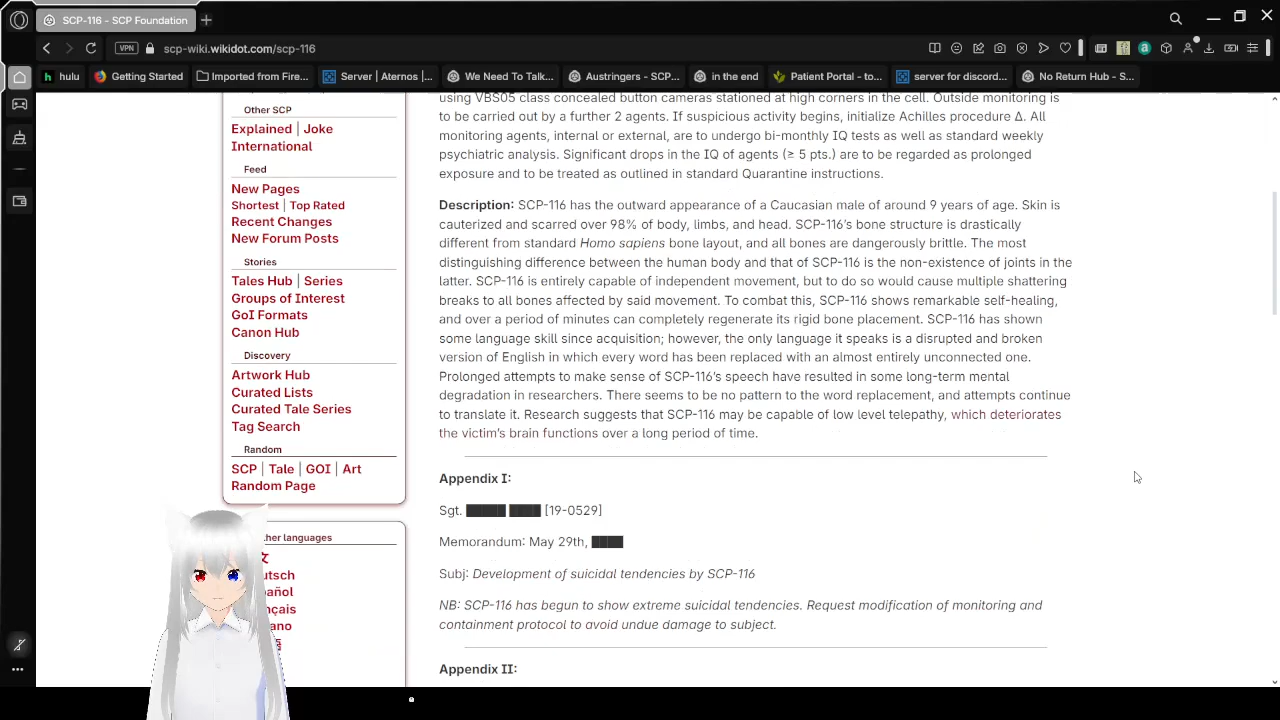 SCP-116 - SCP Foundation
VPN
scp-wiki.wikidot.com/scp-116
hulu
Getting Started
Imported from Fire...
Server | Aternos |...
We Need To Talk...
Austringers - SCP...
in the end
Patient Portal - to...
server for discord...
No Return Hub - S...
Other SCP
Explained | Joke
International
Feed
New Pages
Shortest | Top Rated
Recent Changes
New Forum Posts
Stories
Tales Hub | Series
Groups of Interest
GoI Formats
Canon Hub
Discovery
Artwork Hub
Curated Lists
Curated Tale Series
Tag Search
Random
SCP | Tale | GOI | Art
Random Page
ther languages
文
utsch
pañol
nçais
ano
語
using VBS05 class concealed button cameras stationed at high corners in the cell. Outside monitoring is
to be carried out by a further 2 agents. If suspicious activity begins, initialize Achilles procedure Δ. All
monitoring agents, internal or external, are to undergo bi-monthly IQ tests as well as standard weekly
psychiatric analysis. Significant drops in the IQ of agents (≥ 5 pts.) are to be regarded as prolonged
exposure and to be treated as outlined in standard Quarantine instructions.
Description: SCP-116 has the outward appearance of a Caucasian male of around 9 years of age. Skin is
cauterized and scarred over 98% of body, limbs, and head. SCP-116's bone structure is drastically
different from standard Homo sapiens bone layout, and all bones are dangerously brittle. The most
distinguishing difference between the human body and that of SCP-116 is the non-existence of joints in the
latter. SCP-116 is entirely capable of independent movement, but to do so would cause multiple shattering
breaks to all bones affected by said movement. To combat this, SCP-116 shows remarkable self-healing,
and over a period of minutes can completely regenerate its rigid bone placement. SCP-116 has shown
some language skill since acquisition; however, the only language it speaks is a disrupted and broken
version of English in which every word has been replaced with an almost entirely unconnected one.
Prolonged attempts to make sense of SCP-116's speech have resulted in some long-term mental
degradation in researchers. There seems to be no pattern to the word replacement, and attempts continue
to translate it. Research suggests that SCP-116 may be capable of low level telepathy, which deteriorates
the victim's brain functions over a long period of time.
Appendix I:
Sgt. █████ ████ [19-0529]
Memorandum: May 29th, ████
Subj: Development of suicidal tendencies by SCP-116
NB: SCP-116 has begun to show extreme suicidal tendencies. Request modification of monitoring and
containment protocol to avoid undue damage to subject.
Appendix II: